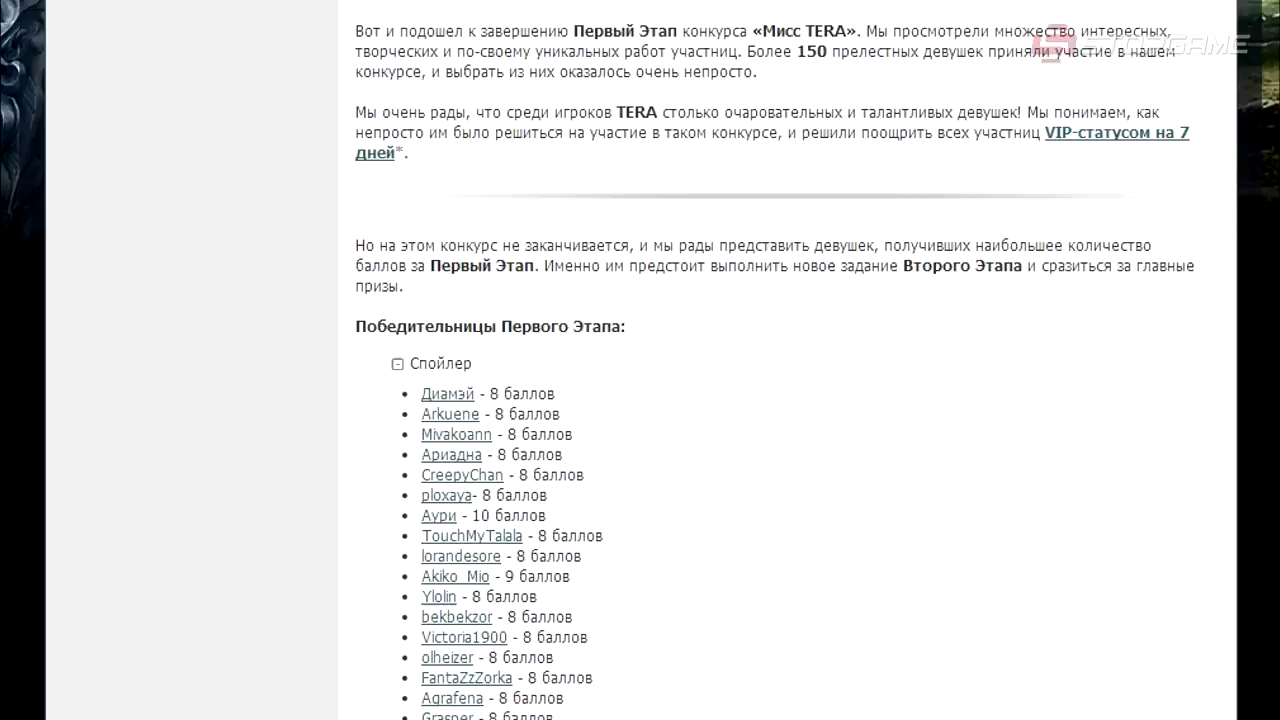 Вот и подошел к завершению Первый Этап конкурса «Мисс TERA». Мы просмотрели множество интересных,
творческих и по-своему уникальных работ участниц. Более 150 прелестных девушек приняли участие в нашем
конкурсе, и выбрать из них оказалось очень непросто.
Мы очень рады, что среди игроков TERA столько очаровательных и талантливых девушек! Мы понимаем, как
непросто им было решиться на участие в таком конкурсе, и решили поощрить всех участниц VIP-статусом на 7
дней*.
Но на этом конкурс не заканчивается, и мы рады представить девушек, получивших наибольшее количество
баллов за Первый Этап. Именно им предстоит выполнить новое задание Второго Этапа и сразиться за главные
призы.
Победительницы Первого Этапа:
Спойлер
Диамэй - 8 баллов
Arkuene - 8 баллов
Mivakoann - 8 баллов
Ариадна - 8 баллов
CreepyChan - 8 баллов
ploxaya- 8 баллов
Аури - 10 баллов
TouchMyTalala - 8 баллов
lorandesore - 8 баллов
Akiko_Mio - 9 баллов
Ylolin - 8 баллов
bekbekzor - 8 баллов
Victoria1900 - 8 баллов
olheizer - 8 баллов
FantaZzZorka - 8 баллов
Agrafena - 8 баллов
Grasper - 8 баллов
STOPGAME